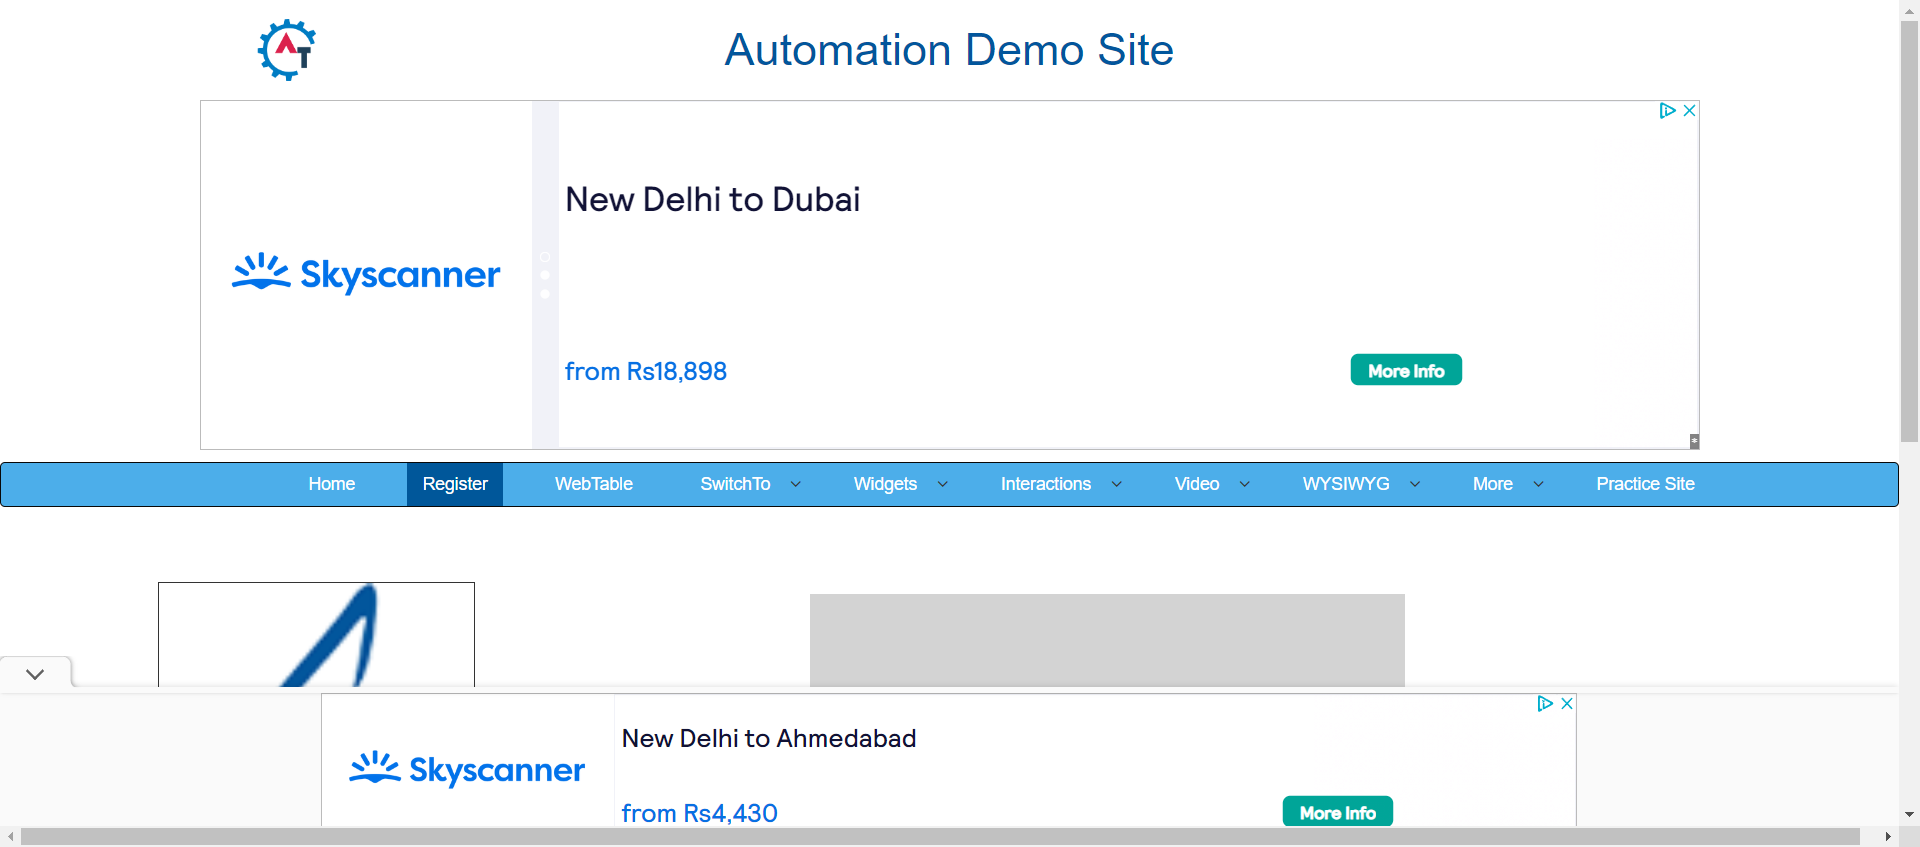 AT
Automation Demo Site
Skyscanner
New Delhi to Dubai
from Rs18,898
More Info
Home Register WebTable SwitchTo Widgets Interactions Video WYSIWYG More Practice Site
Skyscanner
New Delhi to Ahmedabad
from Rs4,430
More Info